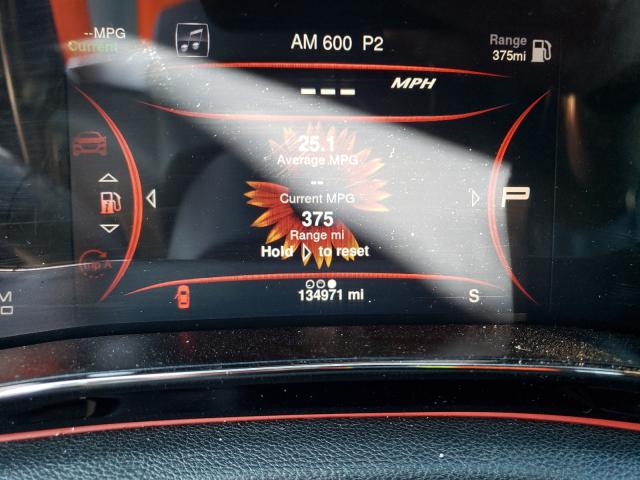 --MPG
Current
AM 600 P2
Range
375mi
---
MPH
25.1
Average MPG
--
Current MPG
375
Range mi
Hold ▷ to reset
P
Trip A
134971 mi
S